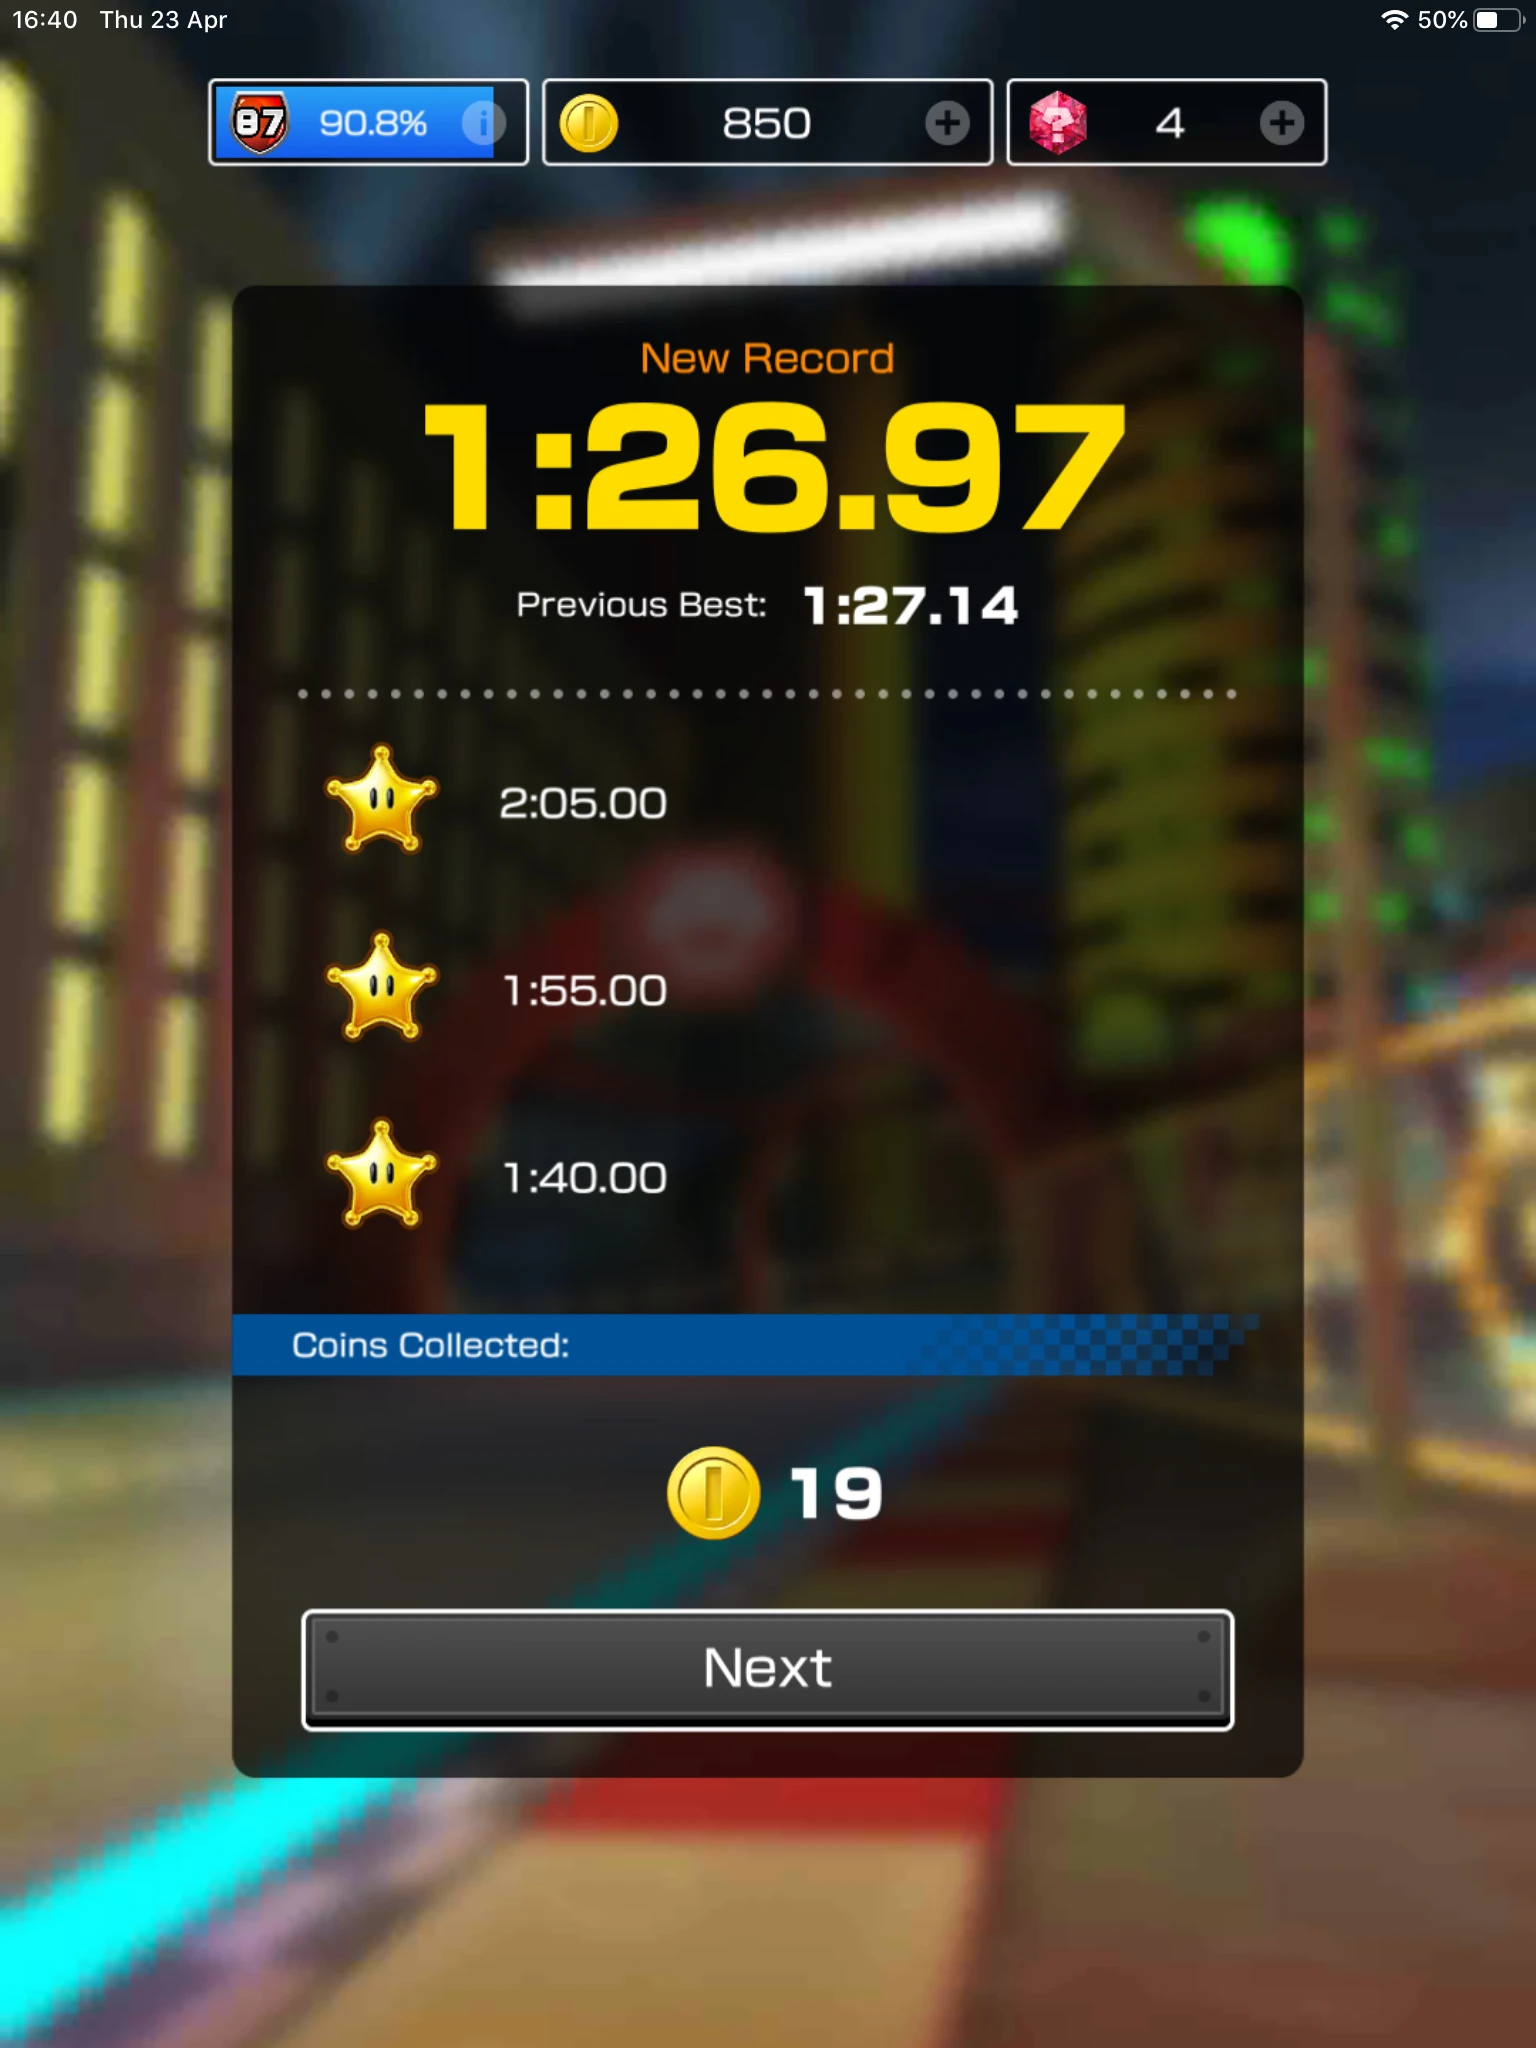 16:40 Thu 23 Apr 50%
87 90.8% i 850 + ? 4 +
New Record
1:26.97
Previous Best: 1:27.14
2:05.00
1:55.00
1:40.00
Coins Collected:
19
Next